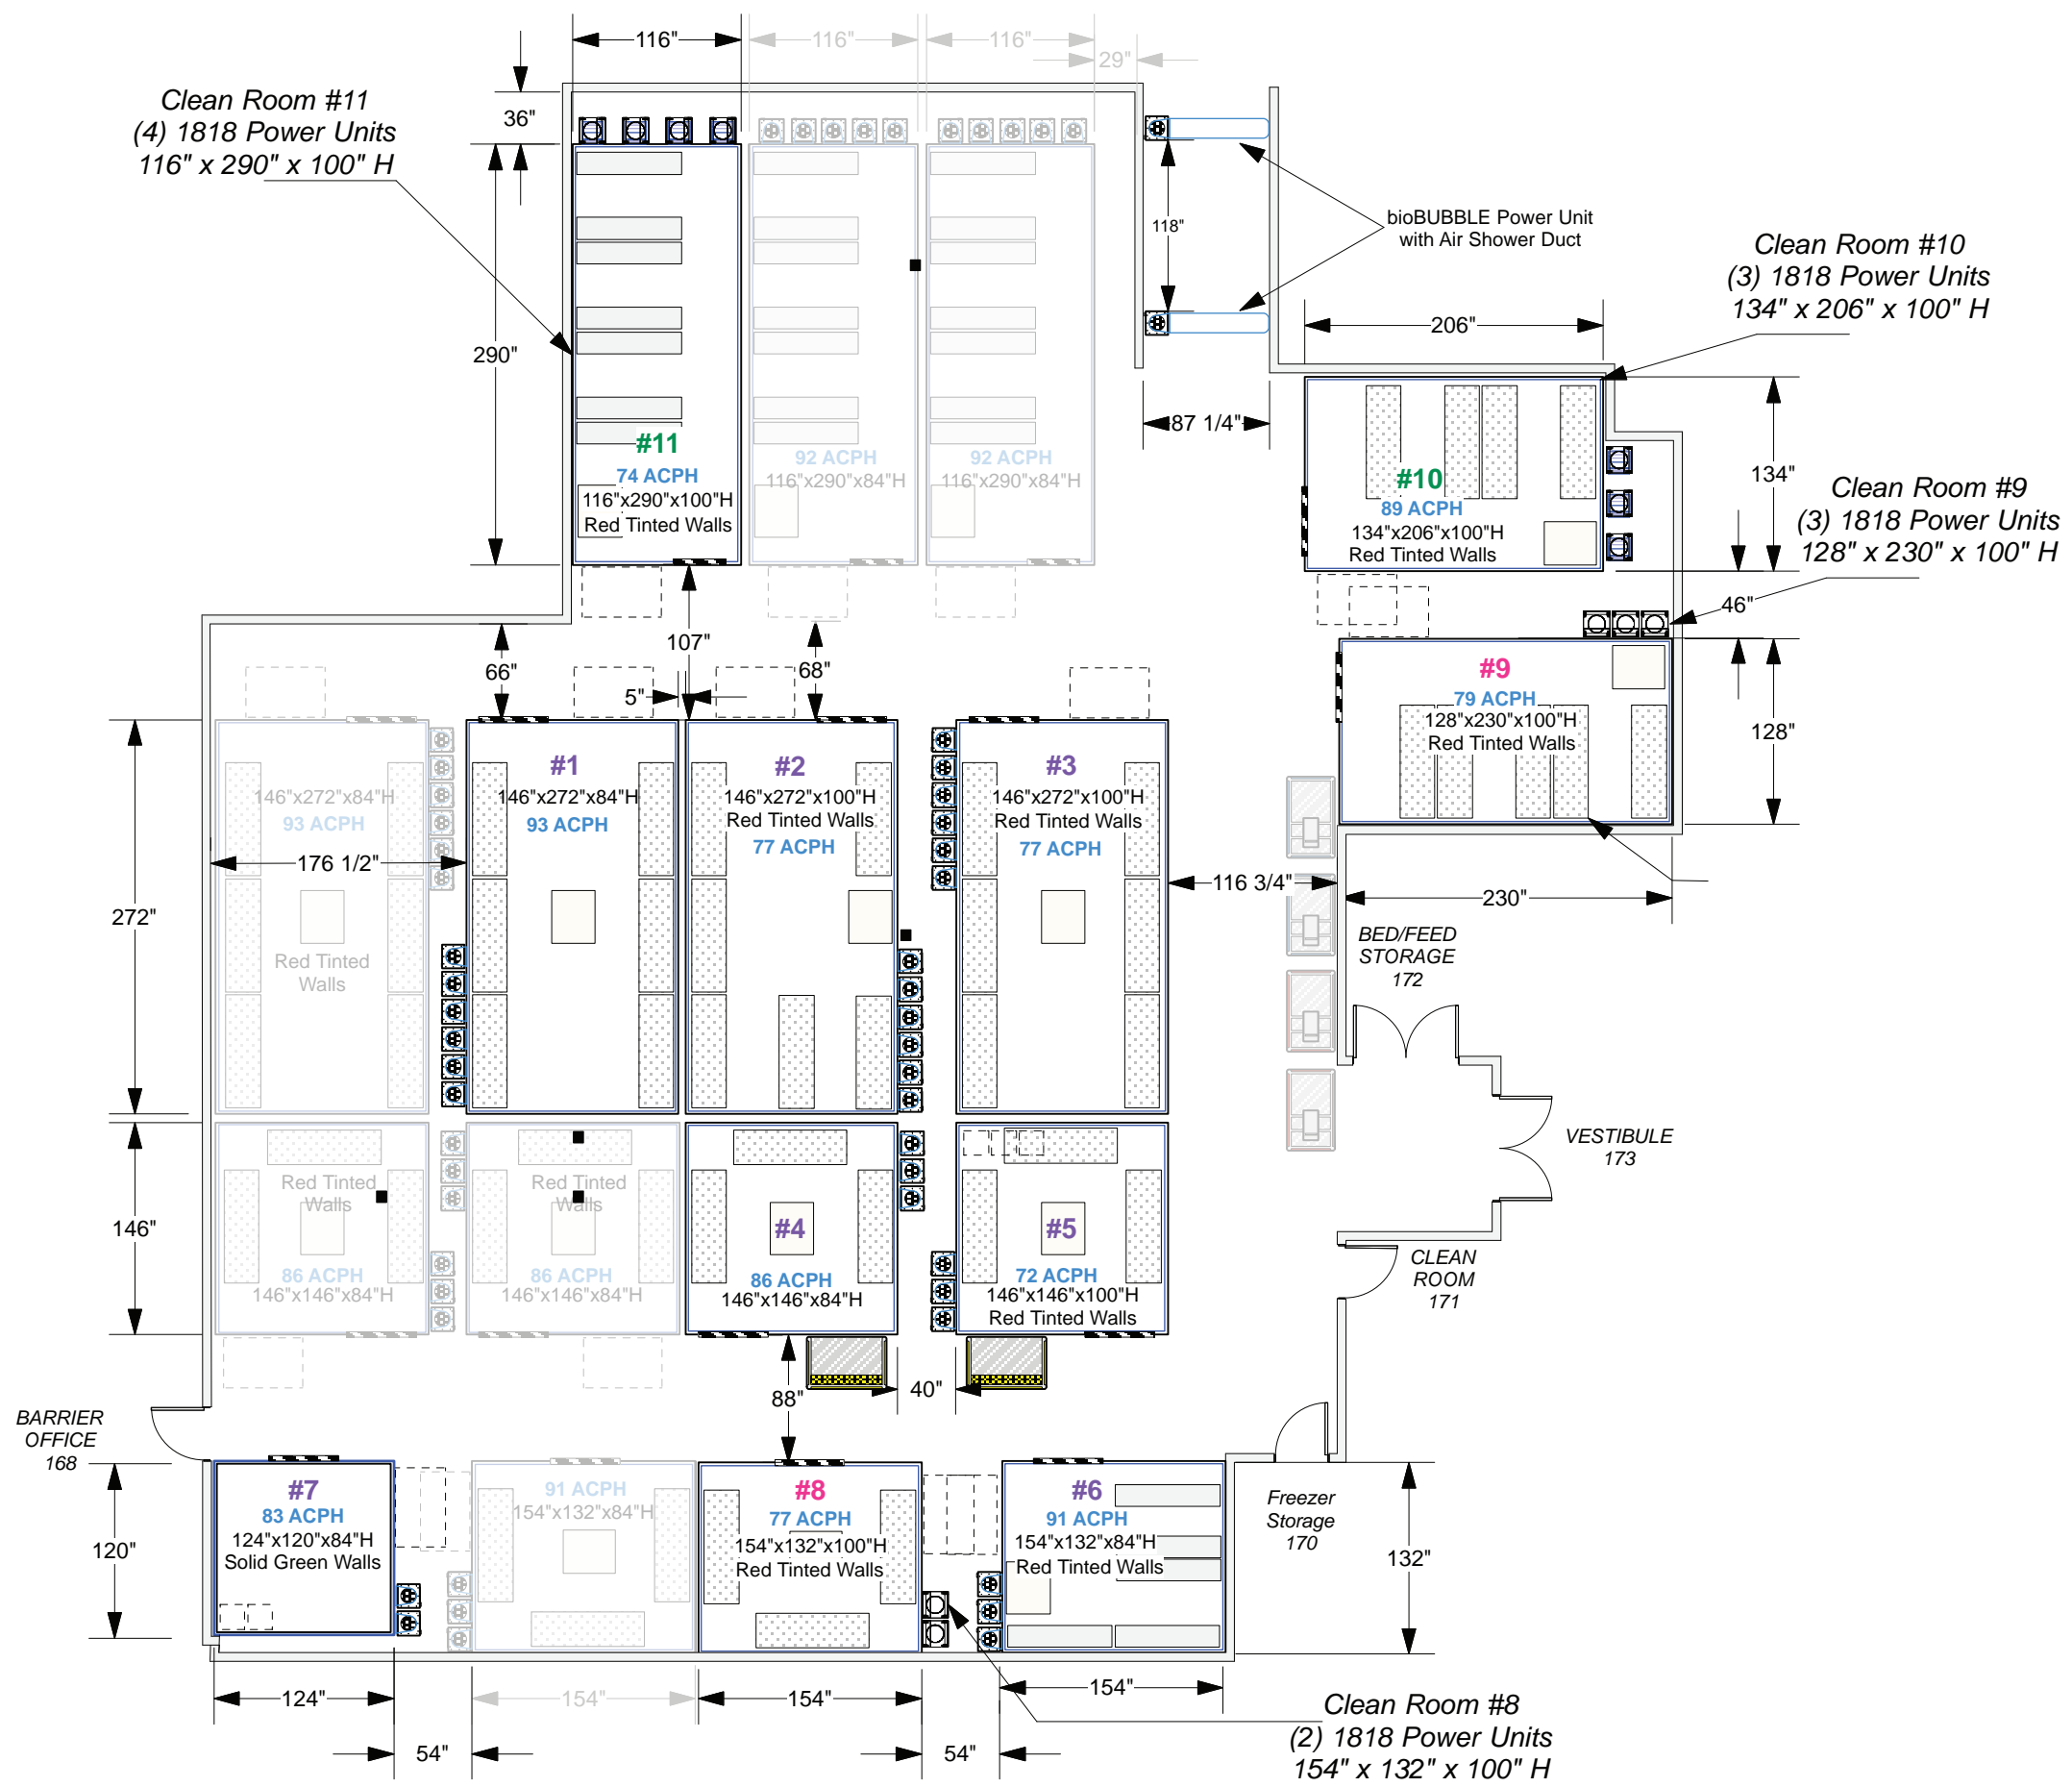 116"
116"
116"
29"
Clean Room #11
(4) 1818 Power Units
116" x 290" x 100" H
36"
290"
118"
bioBUBBLE Power Unit
with Air Shower Duct
Clean Room #10
(3) 1818 Power Units
134" x 206" x 100" H
206"
87 1/4"
#11
74 ACPH
116"x290"x100"H
Red Tinted Walls
92 ACPH
116"x290"x84"H
92 ACPH
116"x290"x84"H
#10
89 ACPH
134"x206"x100"H
Red Tinted Walls
134"
Clean Room #9
(3) 1818 Power Units
128" x 230" x 100" H
46"
107"
66"
68"
5"
#9
79 ACPH
128"x230"x100"H
Red Tinted Walls
128"
146"x272"x84"H
93 ACPH
Red Tinted
Walls
176 1/2"
272"
#1
146"x272"x84"H
93 ACPH
#2
146"x272"x100"H
Red Tinted Walls
77 ACPH
#3
146"x272"x100"H
Red Tinted Walls
77 ACPH
116 3/4"
230"
BED/FEED
STORAGE
172
VESTIBULE
173
146"
Red Tinted
Walls
86 ACPH
146"x146"x84"H
Red Tinted
Walls
86 ACPH
146"x146"x84"H
#4
86 ACPH
146"x146"x84"H
#5
72 ACPH
146"x146"x100"H
Red Tinted Walls
CLEAN
ROOM
171
88"
40"
BARRIER
OFFICE
168
120"
#7
83 ACPH
124"x120"x84"H
Solid Green Walls
91 ACPH
154"x132"x84"H
#8
77 ACPH
154"x132"x100"H
Red Tinted Walls
#6
91 ACPH
154"x132"x84"H
Red Tinted Walls
Freezer
Storage
170
132"
124"
154"
154"
154"
54"
54"
Clean Room #8
(2) 1818 Power Units
154" x 132" x 100" H